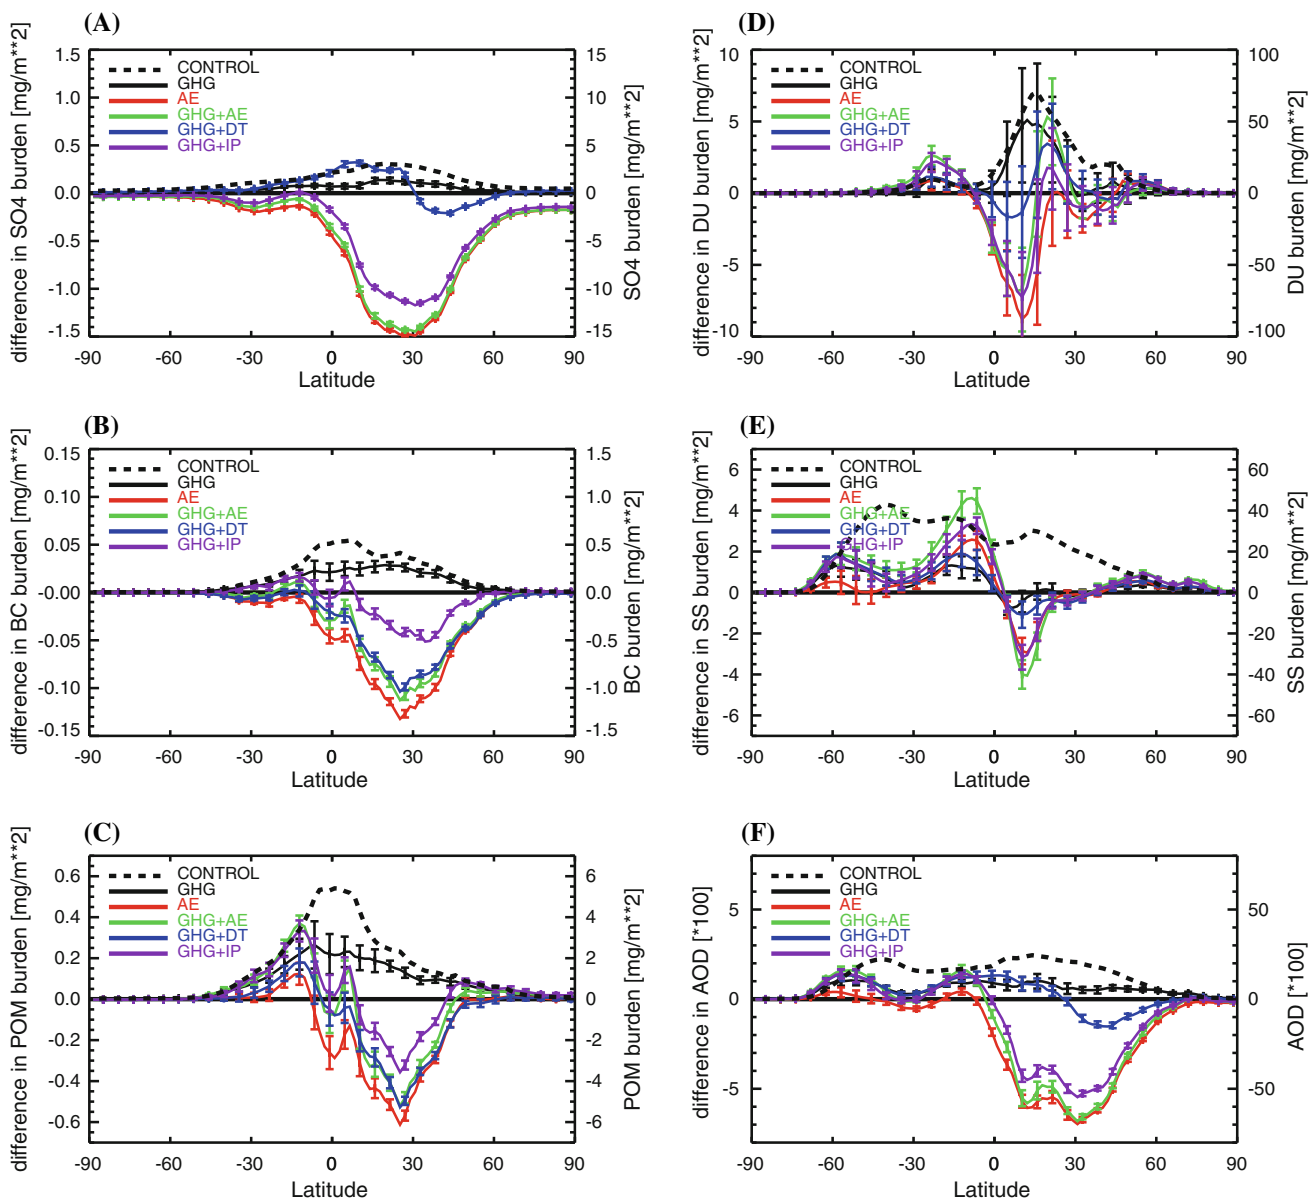 (A)
difference in SO4 burden [mg/m**2]
1.5
1.0
0.5
0.0
-0.5
-1.0
-1.5
CONTROL
GHG
AE
GHG+AE
GHG+DT
GHG+IP
15
10
5
0
-5
-10
-15
SO4 burden [mg/m**2]
-90 -60 -30 0 30 60 90
Latitude
(D)
difference in DU burden [mg/m**2]
10
5
0
-5
-10
CONTROL
GHG
AE
GHG+AE
GHG+DT
GHG+IP
100
50
0
-50
-100
DU burden [mg/m**2]
-90 -60 -30 0 30 60 90
Latitude
(B)
difference in BC burden [mg/m**2]
0.15
0.10
0.05
-0.00
-0.05
-0.10
-0.15
CONTROL
GHG
AE
GHG+AE
GHG+DT
GHG+IP
1.5
1.0
0.5
0.0
-0.5
-1.0
-1.5
BC burden [mg/m**2]
-90 -60 -30 0 30 60 90
Latitude
(E)
difference in SS burden [mg/m**2]
6
4
2
0
-2
-4
-6
CONTROL
GHG
AE
GHG+AE
GHG+DT
GHG+IP
60
40
20
0
-20
-40
-60
SS burden [mg/m**2]
-90 -60 -30 0 30 60 90
Latitude
(C)
difference in POM burden [mg/m**2]
0.6
0.4
0.2
0.0
-0.2
-0.4
-0.6
CONTROL
GHG
AE
GHG+AE
GHG+DT
GHG+IP
6
4
2
0
-2
-4
-6
POM burden [mg/m**2]
-90 -60 -30 0 30 60 90
Latitude
(F)
difference in AOD [*100]
5
0
-5
CONTROL
GHG
AE
GHG+AE
GHG+DT
GHG+IP
50
0
-50
AOD [*100]
-90 -60 -30 0 30 60 90
Latitude